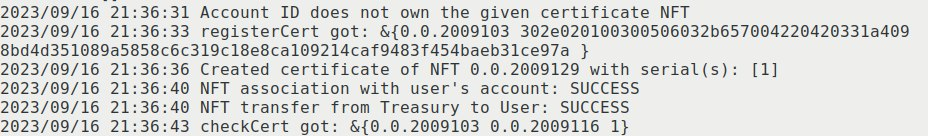 2023/09/16 21:36:31 Account ID does not own the given certificate NFT
2023/09/16 21:36:33 registerCert got: &{0.0.2009103 302e020100300506032b657004220420331a409
8bd4d351089a5858c6c319c18e8ca109214caf9483f454baeb31ce97a }
2023/09/16 21:36:36 Created certificate of NFT 0.0.2009129 with serial(s): [1]
2023/09/16 21:36:40 NFT association with user's account: SUCCESS
2023/09/16 21:36:40 NFT transfer from Treasury to User: SUCCESS
2023/09/16 21:36:43 checkCert got: &{0.0.2009103 0.0.2009116 1}